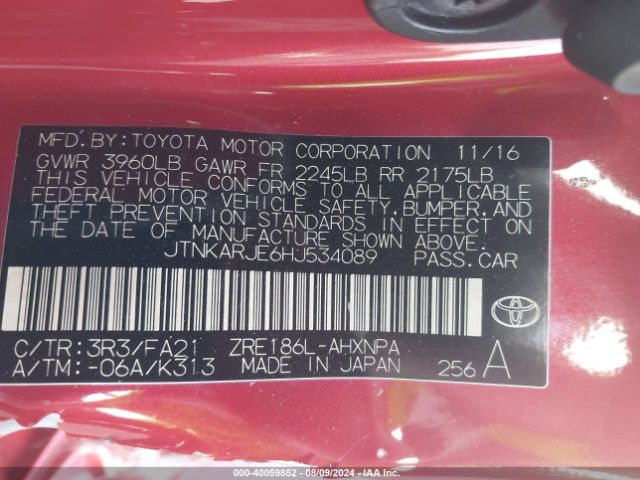 MFD.BY:TOYOTA MOTOR CORPORATION 11/16
GVWR 3960LB GAWR FR 2245LB RR 2175LB
THIS VEHICLE CONFORMS TO ALL APPLICABLE
FEDERAL MOTOR VEHICLE SAFETY,BUMPER,AND
THEFT PREVENTION STANDARDS IN EFFECT ON
THE DATE OF MANUFACTURE SHOWN ABOVE.
JTNKARJE6HJ534089 PASS.CAR
C/TR:3R3/FA21 ZRE186L-AHXNPA
A/TM:-06A/K313 MADE IN JAPAN 256 A
000-40059852 - 08/09/2024 - IAA Inc.